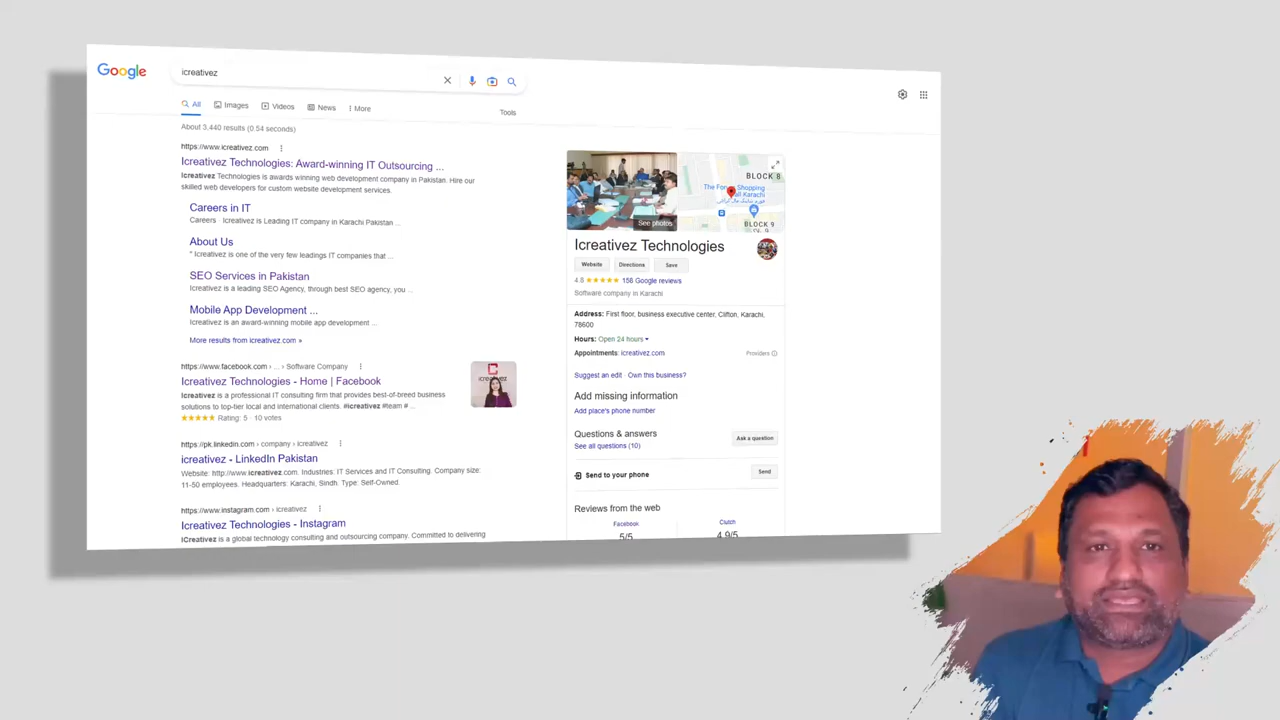 Google
icreativez
All
Images
Videos
News
More
Tools
About 3,440 results (0.54 seconds)
https://www.icreativez.com
Icreativez Technologies: Award-winning IT Outsourcing ...
Icreativez Technologies is awards winning web development company in Pakistan. Hire our
skilled web developers for custom website development services.
Careers in IT
Careers · Icreativez is Leading IT company in Karachi Pakistan ...
About Us
" Icreativez is one of the very few leadings IT companies that ...
SEO Services in Pakistan
Icreativez is a leading SEO Agency, through best SEO agency, you ...
Mobile App Development ...
Icreativez is an award-winning mobile app development ...
More results from icreativez.com »
https://www.facebook.com › ... › Software Company
Icreativez Technologies - Home | Facebook
Icreativez is a professional IT consulting firm that provides best-of-breed business
solutions to top-tier local and international clients. #icreativez #team # ...
Rating: 5 · 10 votes
icreativez
https://pk.linkedin.com › company › icreativez
icreativez - LinkedIn Pakistan
Website: http://www.icreativez.com. Industries: IT Services and IT Consulting. Company size:
11-50 employees. Headquarters: Karachi, Sindh. Type: Self-Owned.
https://www.instagram.com › icreativez
Icreativez Technologies - Instagram
ICreativez is a global technology consulting and outsourcing company. Committed to delivering
See photos
BLOCK 8
The For
Shopping
all Karachi
BLOCK 9
Icreativez Technologies
Website
Directions
Save
4.8 158 Google reviews
Software company in Karachi
Address: First floor, business executive center, Clifton, Karachi,
78600
Hours: Open 24 hours
Appointments: icreativez.com
Providers
Suggest an edit · Own this business?
Add missing information
Add place's phone number
Questions & answers
See all questions (10)
Ask a question
Send to your phone
Send
Reviews from the web
Facebook
5/5
Clutch
4.9/5